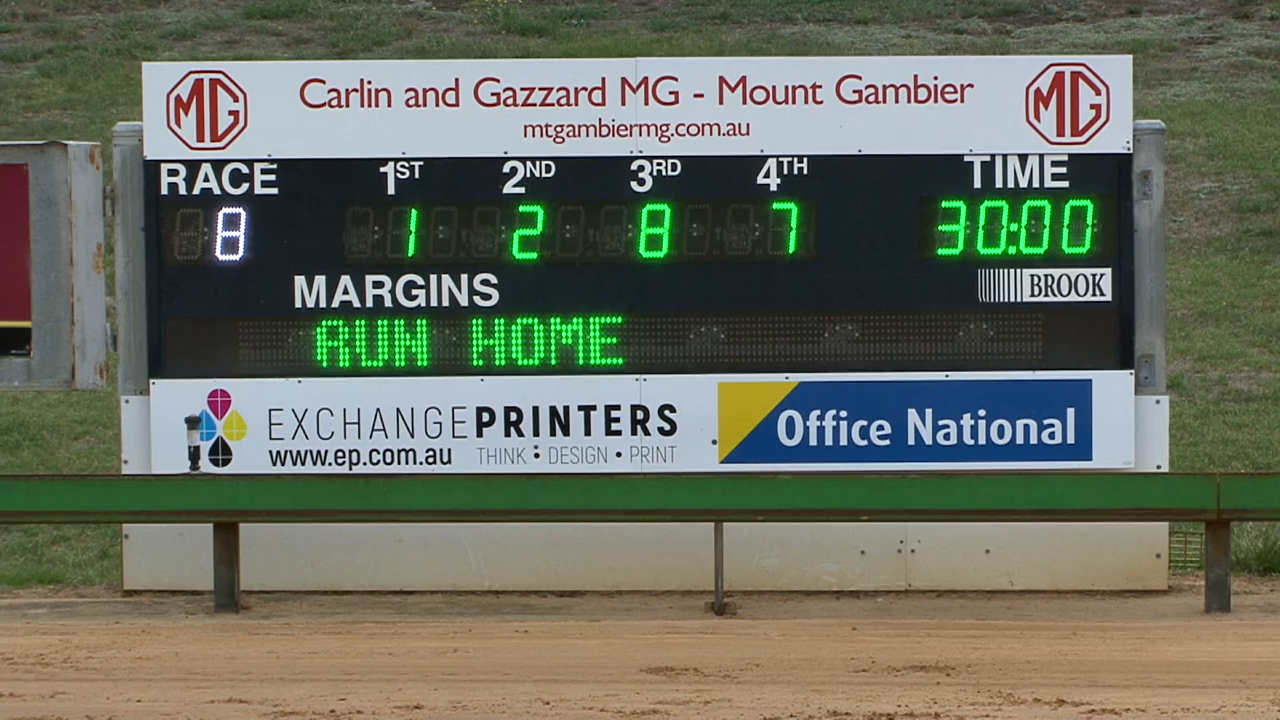 MG Carlin and Gazzard MG - Mount Gambier MG
mtgambiermg.com.au
RACE 1ST 2ND 3RD 4TH TIME
8 1 2 8 7 30:00
MARGINS BROOK
RUN HOME
EXCHANGEPRINTERS Office National
www.ep.com.au THINK : DESIGN • PRINT